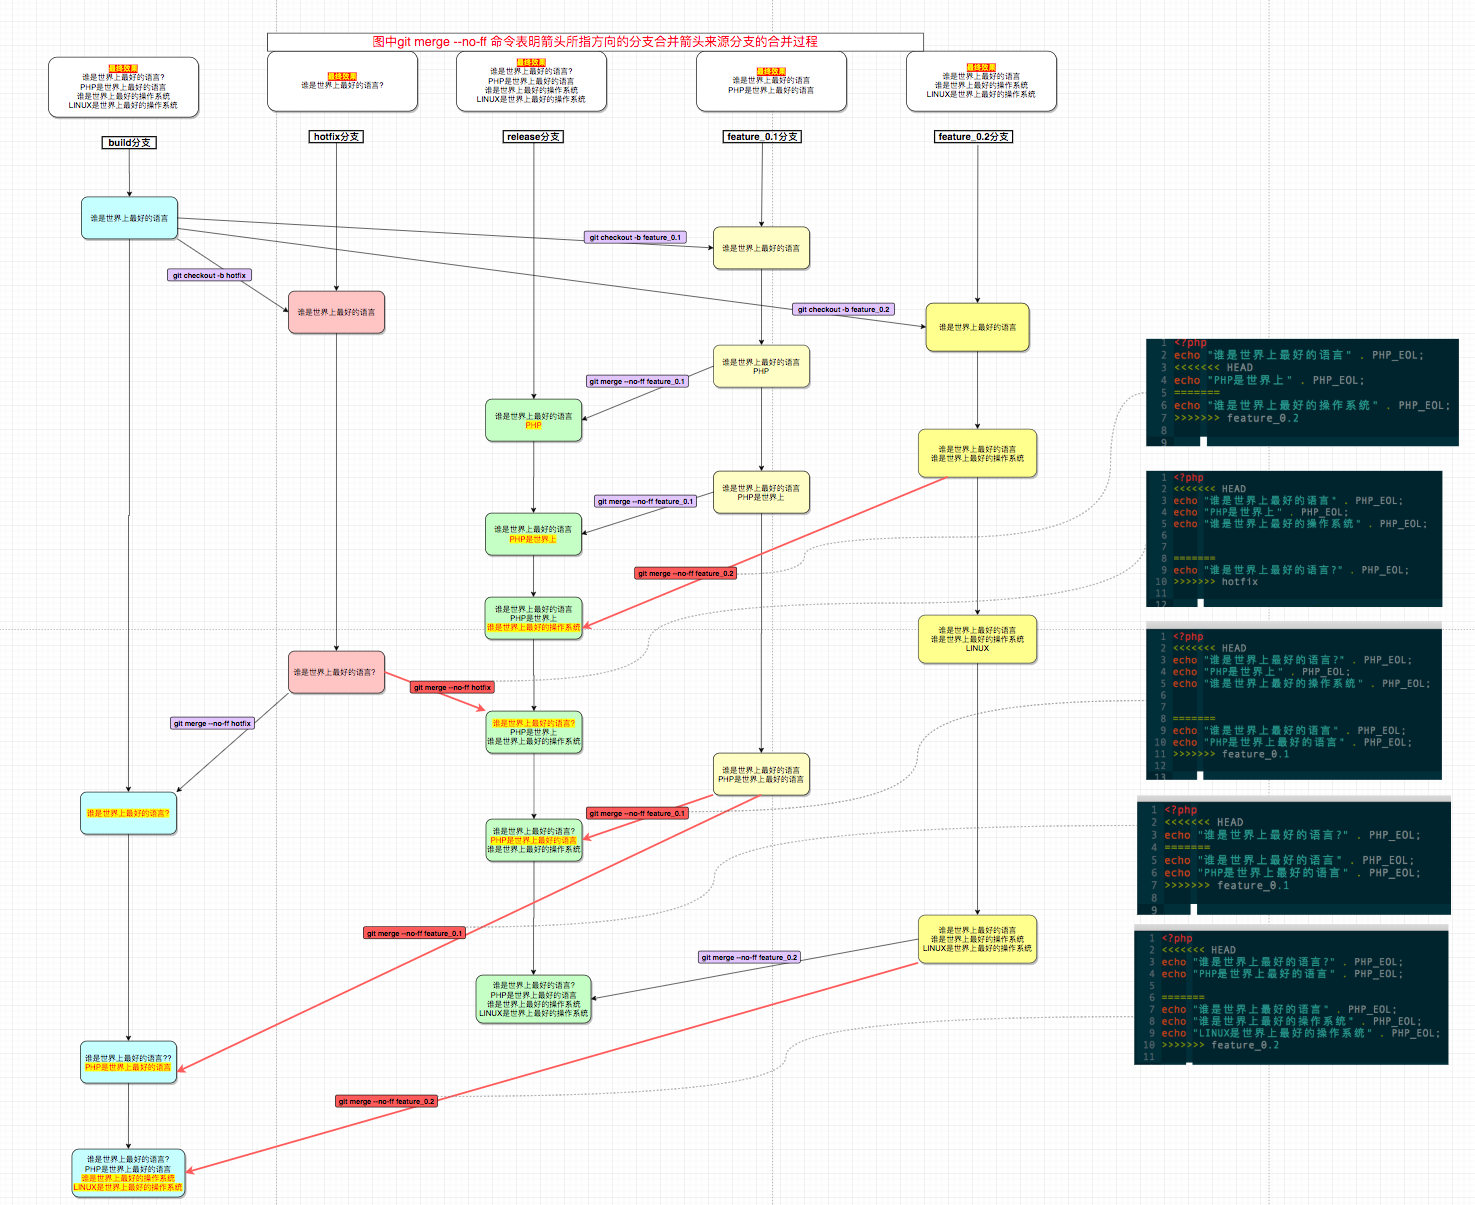 图中git merge --no-ff 命令表明箭头所指方向的分支合并箭头来源分支的合并过程
最终效果
谁是世界上最好的语言?
PHP是世界上最好的语言
谁是世界上最好的操作系统
LINUX是世界上最好的操作系统
最终效果
谁是世界上最好的语言?
最终效果
谁是世界上最好的语言?
PHP是世界上最好的语言
谁是世界上最好的操作系统
LINUX是世界上最好的操作系统
最终效果
谁是世界上最好的语言
PHP是世界上最好的语言
最终效果
谁是世界上最好的语言
谁是世界上最好的操作系统
LINUX是世界上最好的操作系统
build分支
hotfix分支
release分支
feature_0.1分支
feature_0.2分支
谁是世界上最好的语言
git checkout -b feature_0.1
谁是世界上最好的语言
git checkout -b hotfix
谁是世界上最好的语言
git checkout -b feature_0.2
谁是世界上最好的语言
谁是世界上最好的语言
PHP
git merge --no-ff feature_0.1
谁是世界上最好的语言
PHP
谁是世界上最好的语言
谁是世界上最好的操作系统
谁是世界上最好的语言
PHP是世界上
git merge --no-ff feature_0.1
谁是世界上最好的语言
PHP是世界上
git merge --no-ff feature_0.2
谁是世界上最好的语言
PHP是世界上
谁是世界上最好的操作系统
谁是世界上最好的语言
谁是世界上最好的操作系统
LINUX
谁是世界上最好的语言?
git merge --no-ff hotfix
git merge --no-ff hotfix
谁是世界上最好的语言?
PHP是世界上
谁是世界上最好的操作系统
谁是世界上最好的语言
PHP是世界上最好的语言
谁是世界上最好的语言?
git merge --no-ff feature_0.1
谁是世界上最好的语言?
PHP是世界上最好的语言
谁是世界上最好的操作系统
git merge --no-ff feature_0.1
谁是世界上最好的语言
谁是世界上最好的操作系统
LINUX是世界上最好的操作系统
git merge --no-ff feature_0.2
谁是世界上最好的语言?
PHP是世界上最好的语言
谁是世界上最好的操作系统
LINUX是世界上最好的操作系统
谁是世界上最好的语言??
PHP是世界上最好的语言
git merge --no-ff feature_0.2
谁是世界上最好的语言?
PHP是世界上最好的语言
谁是世界上最好的操作系统
LINUX是世界上最好的操作系统
1 <?php
2 echo "谁是世界上最好的语言" . PHP_EOL;
3 <<<<<<< HEAD
4 echo "PHP是世界上" . PHP_EOL;
5 =======
6 echo "谁是世界上最好的操作系统" . PHP_EOL;
7 >>>>>>> feature_0.2
8
9
1 <?php
2 <<<<<<< HEAD
3 echo "谁是世界上最好的语言" . PHP_EOL;
4 echo "PHP是世界上" . PHP_EOL;
5 echo "谁是世界上最好的操作系统" . PHP_EOL;
6
7
8 =======
9 echo "谁是世界上最好的语言?" . PHP_EOL;
10 >>>>>>> hotfix
11
12
1 <?php
2 <<<<<<< HEAD
3 echo "谁是世界上最好的语言?" . PHP_EOL;
4 echo "PHP是世界上" . PHP_EOL;
5 echo "谁是世界上最好的操作系统" . PHP_EOL;
6
7
8 =======
9 echo "谁是世界上最好的语言" . PHP_EOL;
10 echo "PHP是世界上最好的语言" . PHP_EOL;
11 >>>>>>> feature_0.1
12
13
1 <?php
2 <<<<<<< HEAD
3 echo "谁是世界上最好的语言?" . PHP_EOL;
4 =======
5 echo "谁是世界上最好的语言" . PHP_EOL;
6 echo "PHP是世界上最好的语言" . PHP_EOL;
7 >>>>>>> feature_0.1
8
9
1 <?php
2 <<<<<<< HEAD
3 echo "谁是世界上最好的语言?" . PHP_EOL;
4 echo "PHP是世界上最好的语言" . PHP_EOL;
5
6 =======
7 echo "谁是世界上最好的语言" . PHP_EOL;
8 echo "谁是世界上最好的操作系统" . PHP_EOL;
9 echo "LINUX是世界上最好的操作系统" . PHP_EOL;
10 >>>>>>> feature_0.2
11